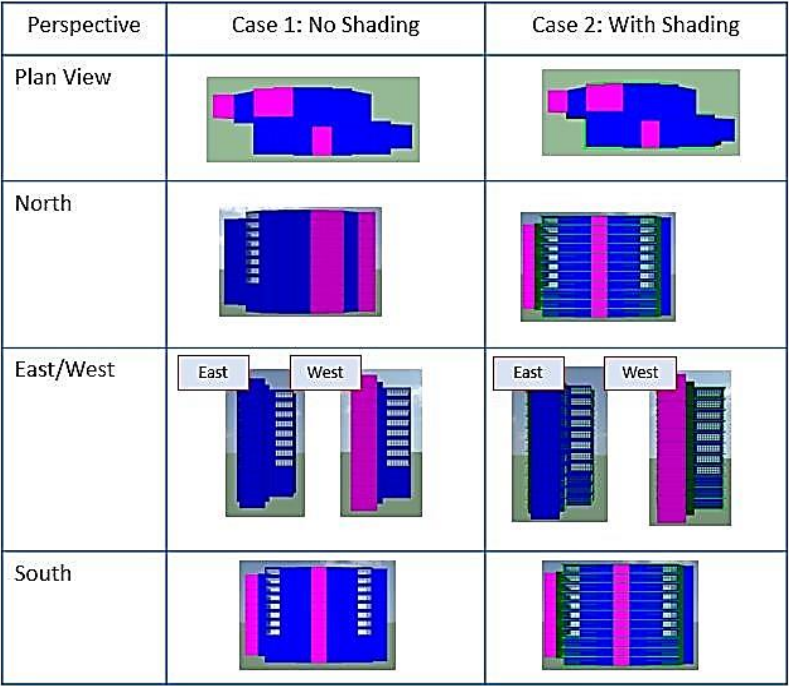 Perspective Case 1: No Shading Case 2: With Shading
Plan View
North
East/West East West East West
South